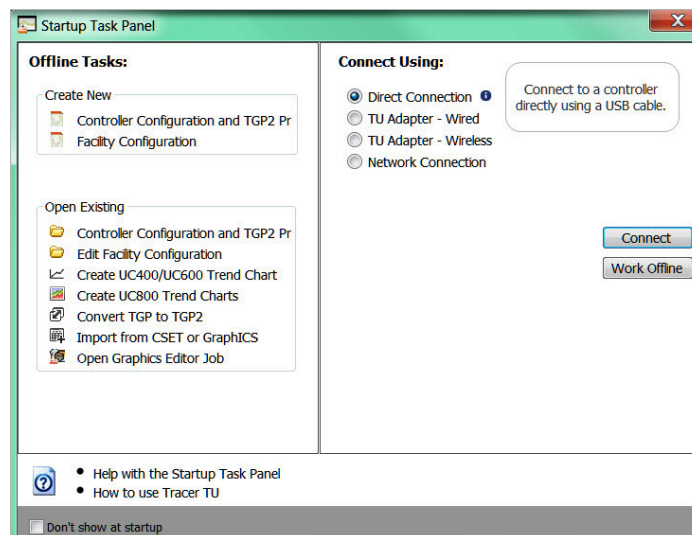 Startup Task Panel
X
Offline Tasks:
Create New
Controller Configuration and TGP2 Pr
Facility Configuration
Open Existing
Controller Configuration and TGP2 Pr
Edit Facility Configuration
Create UC400/UC600 Trend Chart
Create UC800 Trend Charts
Convert TGP to TGP2
Import from CSET or GraphICS
Open Graphics Editor Job
Connect Using:
Direct Connection
TU Adapter - Wired
TU Adapter - Wireless
Network Connection
Connect to a controller
directly using a USB cable.
Connect
Work Offline
• Help with the Startup Task Panel
• How to use Tracer TU
Don't show at startup